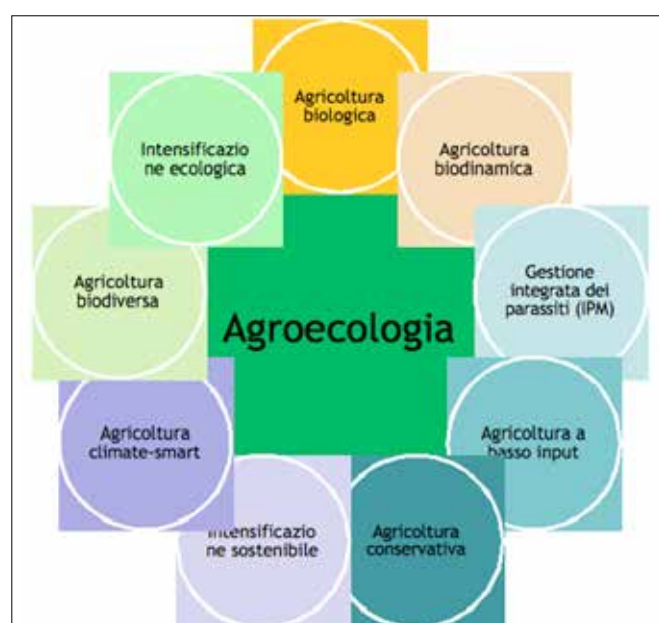 Agricoltura
biologica
Agricoltura
biodinamica
Gestione
integrata dei
parassiti (IPM)
Agricoltura a
basso input
Agricoltura
conservativa
Intensificazio
ne sostenibile
Agricoltura
climate-smart
Agricoltura
biodiversa
Intensificazio
ne ecologica
Agroecologia